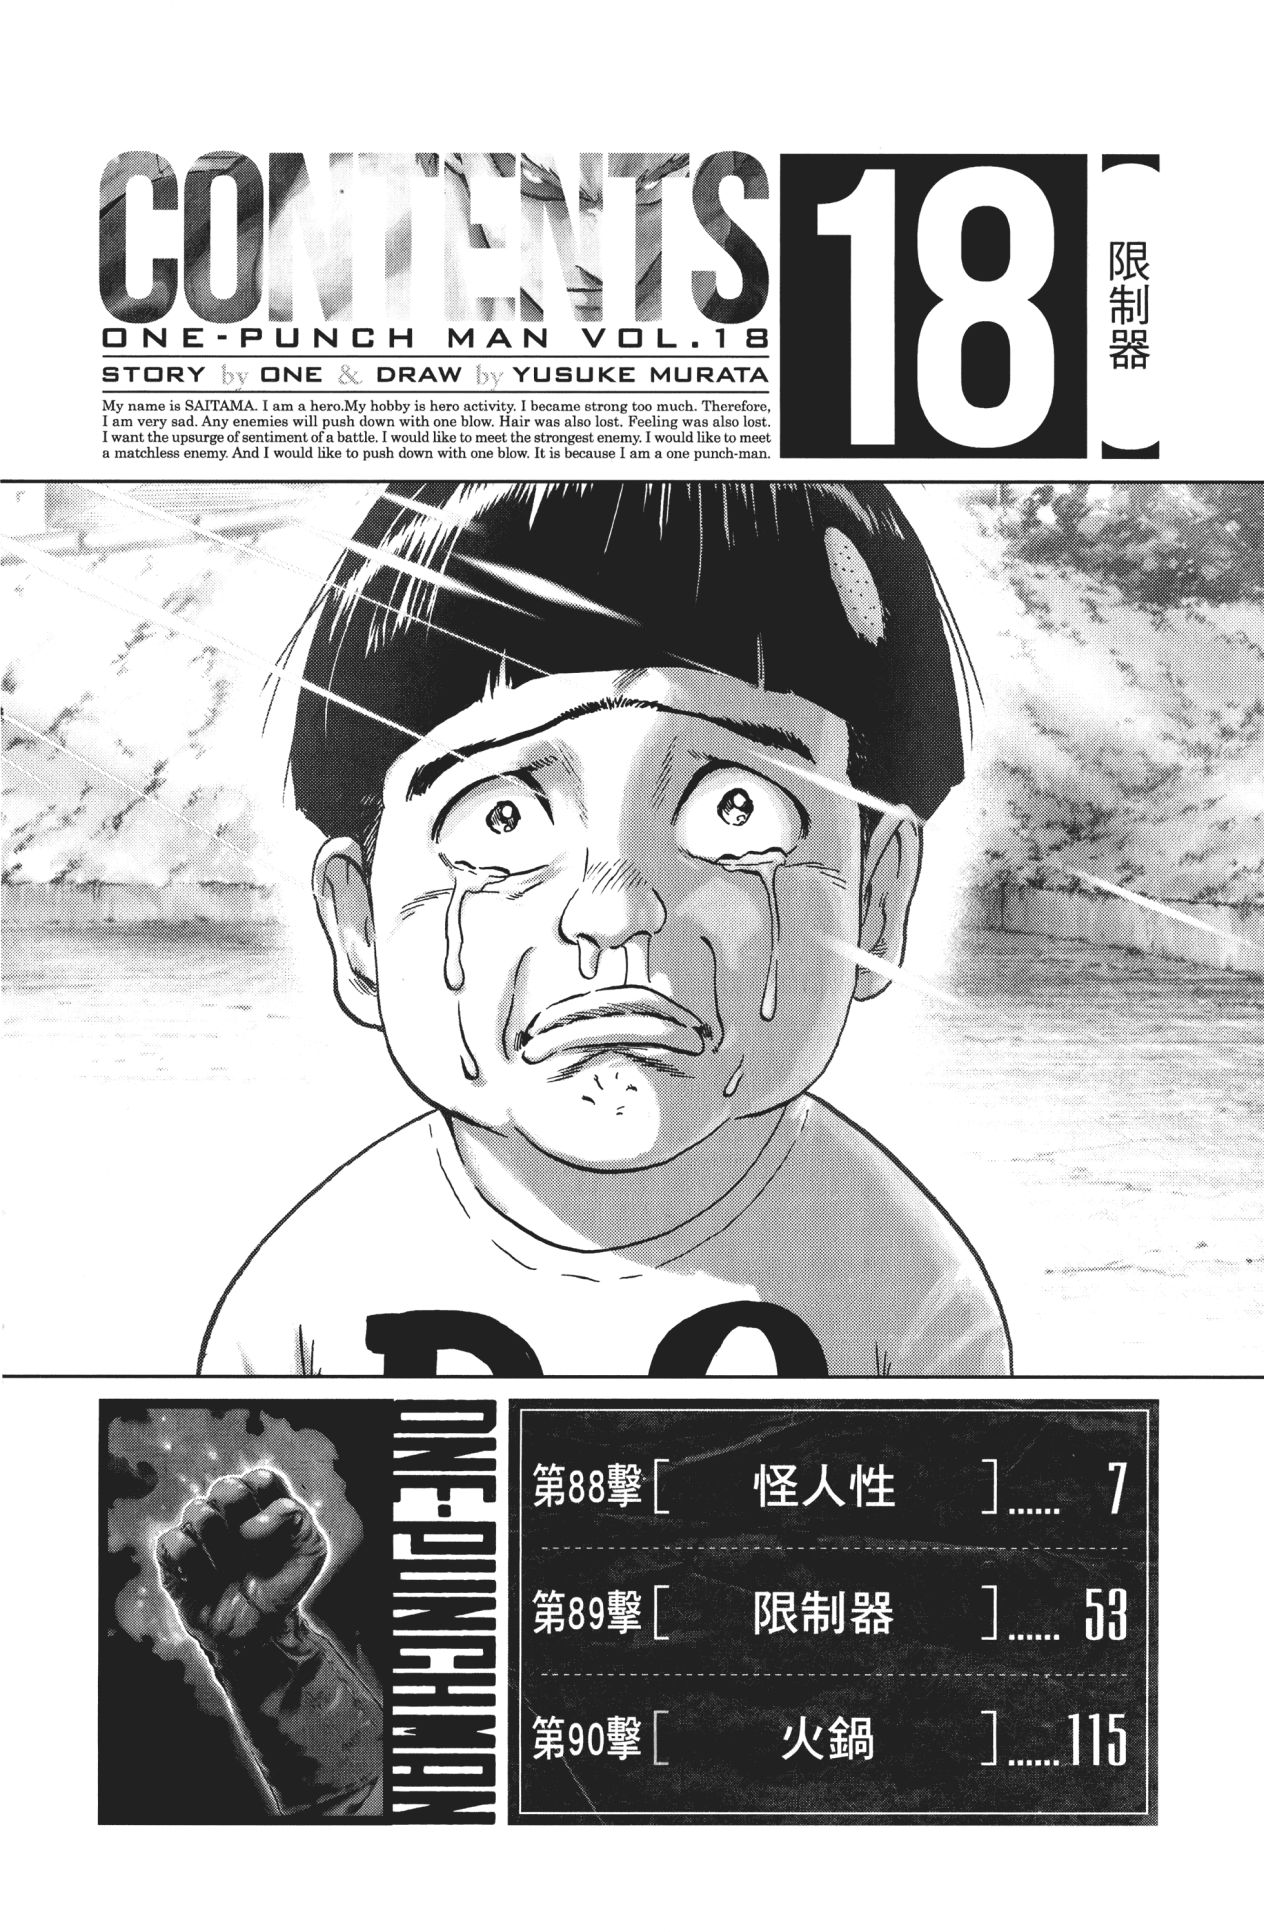 CONTENTS
ONE-PUNCH MAN VOL.18
STORY by ONE & DRAW by YUSUKE MURATA
My name is SAITAMA. I am a hero.My hobby is hero activity. I became strong too much. Therefore,
I am very sad. Any enemies will push down with one blow. Hair was also lost. Feeling was also lost.
I want the upsurge of sentiment of a battle. I would like to meet the strongest enemy. I would like to meet
a matchless enemy. And I would like to push down with one blow. It is because I am a one punch-man.
18
【限制器】
ONE-PUNCH MAN
第88擊［怪人性］…… 7
第89擊［限制器］…… 53
第90擊［火鍋］…… 115